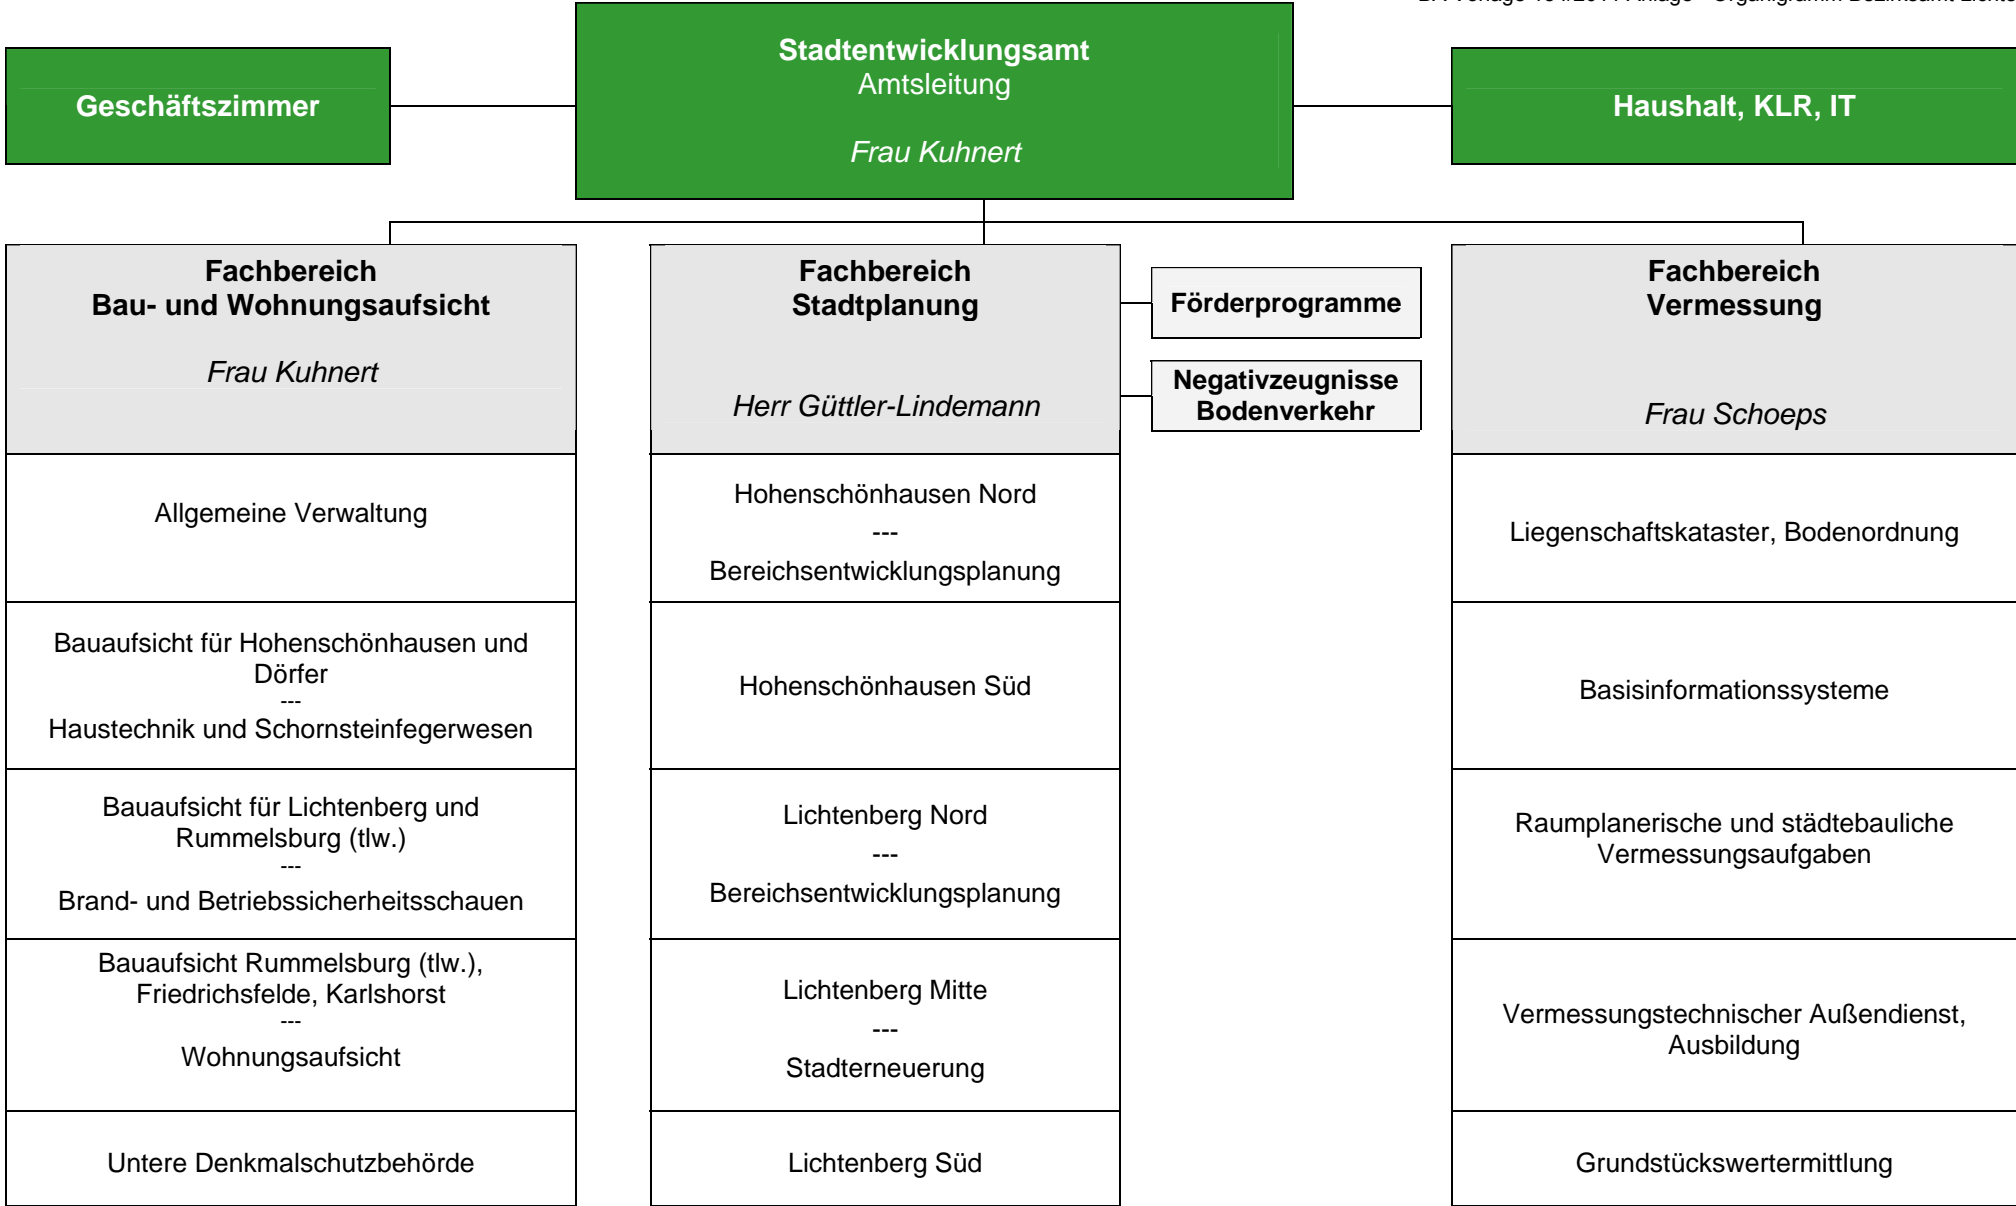 Stadtentwicklungsamt
Amtsleitung
Frau Kuhnert
Geschäftszimmer
Haushalt, KLR, IT
Fachbereich
Bau- und Wohnungsaufsicht
Frau Kuhnert
Allgemeine Verwaltung
Bauaufsicht für Hohenschönhausen und
Dörfer
---
Haustechnik und Schornsteinfegerwesen
Bauaufsicht für Lichtenberg und
Rummelsburg (tlw.)
---
Brand- und Betriebssicherheitsschauen
Bauaufsicht Rummelsburg (tlw.),
Friedrichsfelde, Karlshorst
---
Wohnungsaufsicht
Untere Denkmalschutzbehörde
Fachbereich
Stadtplanung
Herr Güttler-Lindemann
Förderprogramme
Negativzeugnisse
Bodenverkehr
Hohenschönhausen Nord
---
Bereichsentwicklungsplanung
Hohenschönhausen Süd
Lichtenberg Nord
---
Bereichsentwicklungsplanung
Lichtenberg Mitte
---
Stadterneuerung
Lichtenberg Süd
Fachbereich
Vermessung
Frau Schoeps
Liegenschaftskataster, Bodenordnung
Basisinformationssysteme
Raumplanerische und städtebauliche
Vermessungsaufgaben
Vermessungstechnischer Außendienst,
Ausbildung
Grundstückswertermittlung